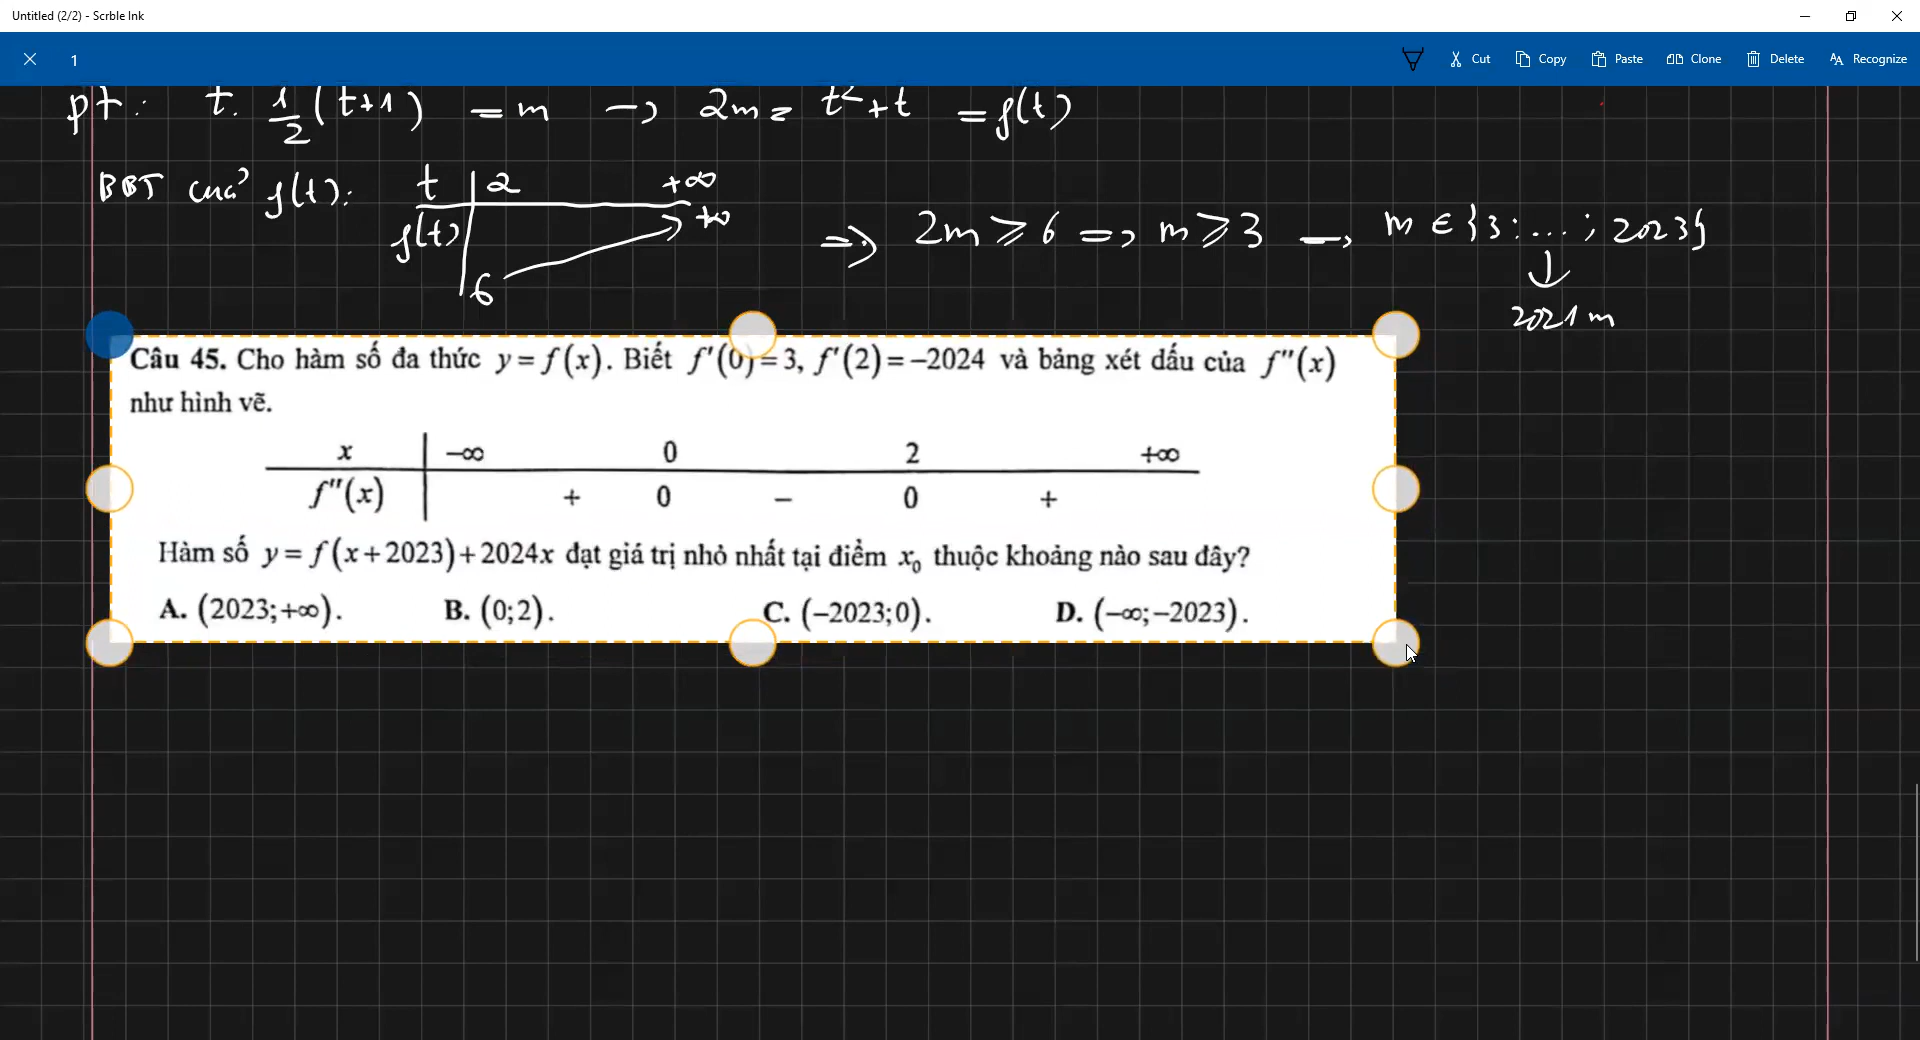 Untitled (2/2) - Scrble Ink
1 Cut Copy Paste Clone Delete Recognize
pt: t. 1/2 (t+1) = m → 2m = t² + t = f(t)
BBT của f(t): t 2 +∞
f(t) 6 +∞
=> 2m ≥ 6 => m ≥ 3 → m ∈ {3; ...; 2023}
2021 m
Câu 45. Cho hàm số đa thức y = f(x). Biết f'(0) = 3, f'(2) = −2024 và bảng xét dấu của f''(x)
như hình vẽ.
x −∞ 0 2 +∞
f''(x) + 0 − 0 +
Hàm số y = f(x+2023)+2024x đạt giá trị nhỏ nhất tại điểm x₀ thuộc khoảng nào sau đây?
A. (2023;+∞). B. (0;2). C. (−2023;0). D. (−∞;−2023).